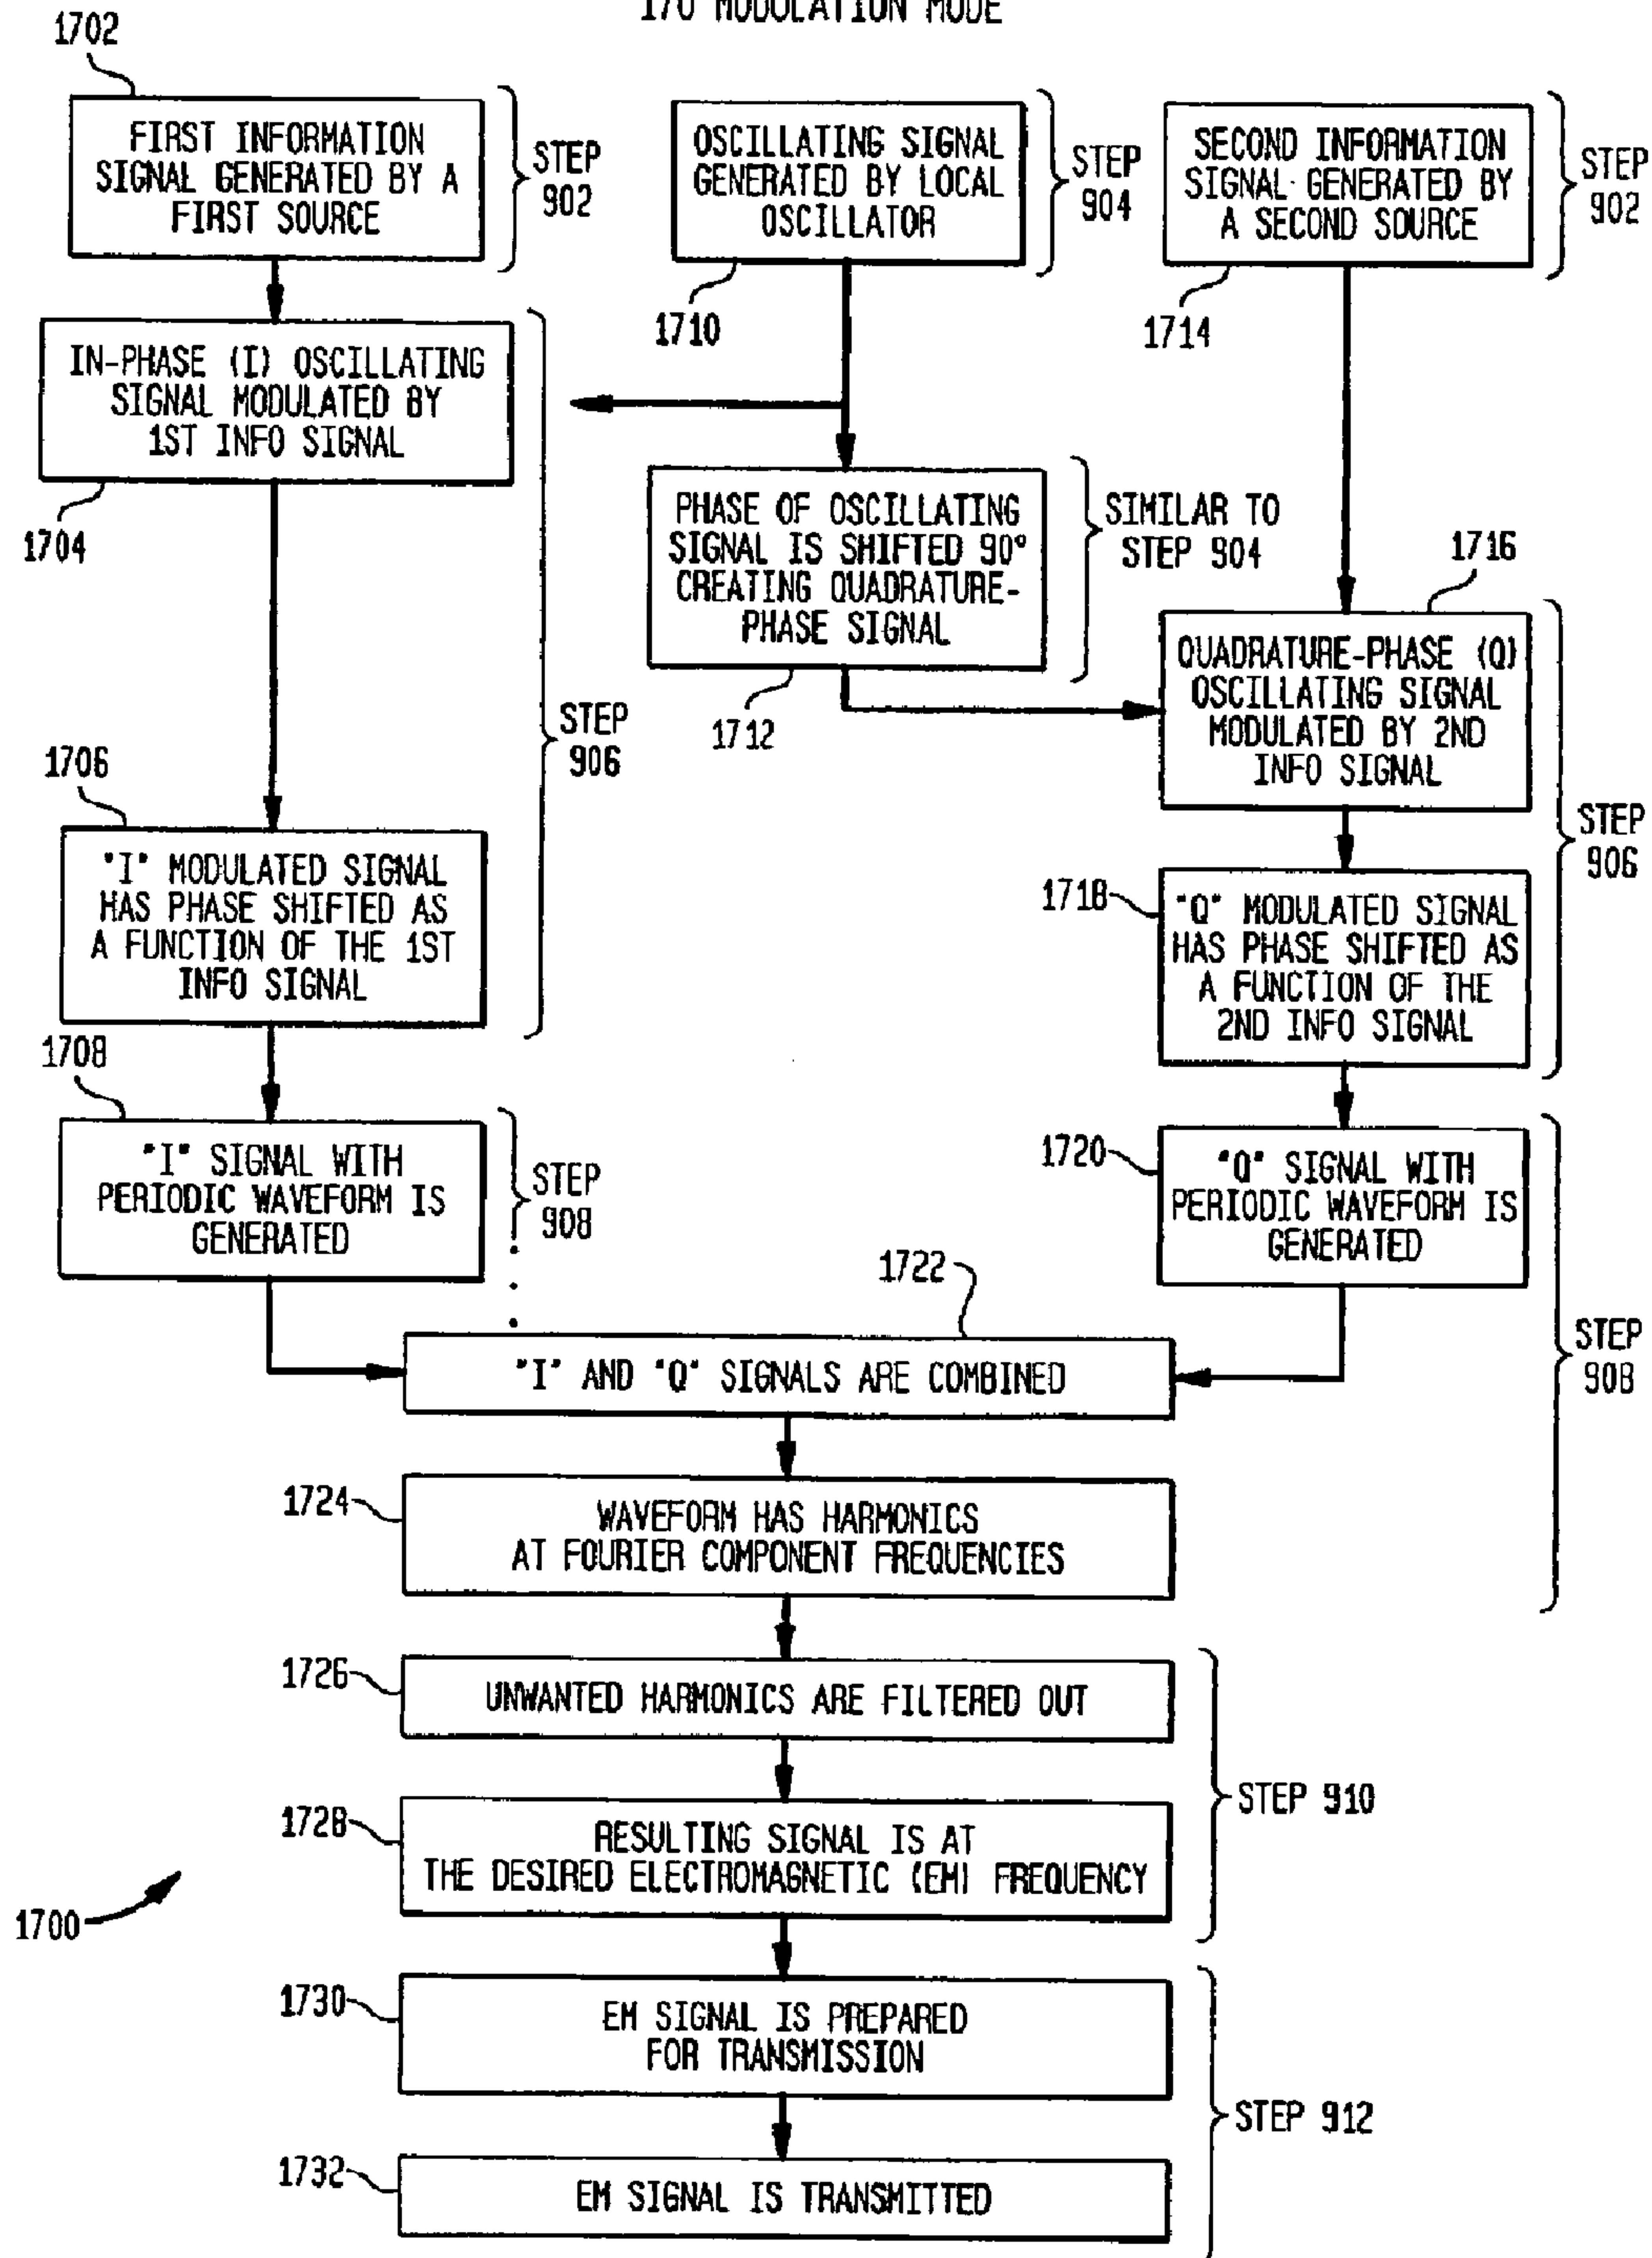 I/Q MODULATION MODE
1702
FIRST INFORMATION
SIGNAL GENERATED BY A
FIRST SOURCE
STEP
902
OSCILLATING SIGNAL
GENERATED BY LOCAL
OSCILLATOR
STEP
904
1710
SECOND INFORMATION
SIGNAL GENERATED BY
A SECOND SOURCE
STEP
902
1714
IN-PHASE (I) OSCILLATING
SIGNAL MODULATED BY
1ST INFO SIGNAL
1704
PHASE OF OSCILLATING
SIGNAL IS SHIFTED 90°
CREATING QUADRATURE-
PHASE SIGNAL
SIMILAR TO
STEP 904
1712
1716
QUADRATURE-PHASE (Q)
OSCILLATING SIGNAL
MODULATED BY 2ND
INFO SIGNAL
STEP
906
1706
"I" MODULATED SIGNAL
HAS PHASE SHIFTED AS
A FUNCTION OF THE 1ST
INFO SIGNAL
1718
"Q" MODULATED SIGNAL
HAS PHASE SHIFTED AS
A FUNCTION OF THE
2ND INFO SIGNAL
STEP
906
1708
"I" SIGNAL WITH
PERIODIC WAVEFORM IS
GENERATED
STEP
908
1720
"Q" SIGNAL WITH
PERIODIC WAVEFORM IS
GENERATED
1722
"I" AND "Q" SIGNALS ARE COMBINED
STEP
908
1724
WAVEFORM HAS HARMONICS
AT FOURIER COMPONENT FREQUENCIES
1726
UNWANTED HARMONICS ARE FILTERED OUT
STEP 910
1728
RESULTING SIGNAL IS AT
THE DESIRED ELECTROMAGNETIC (EM) FREQUENCY
1700
1730
EM SIGNAL IS PREPARED
FOR TRANSMISSION
STEP 912
1732
EM SIGNAL IS TRANSMITTED